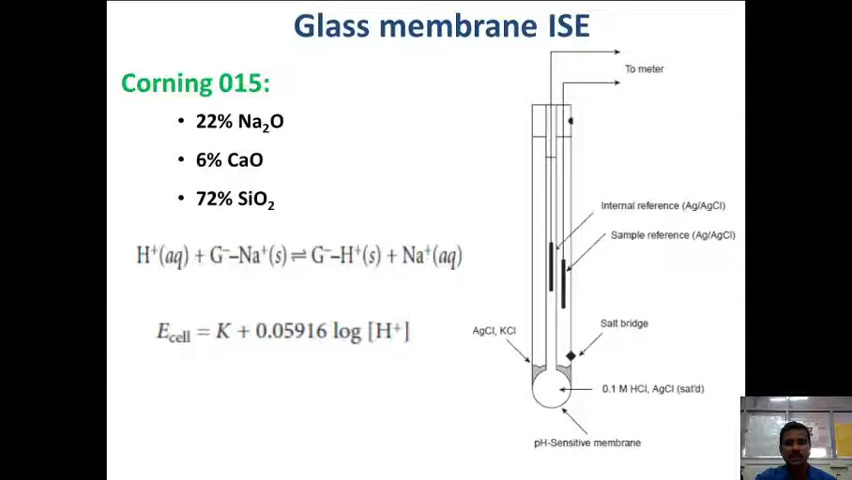 Glass membrane ISE
Corning 015:
• 22% Na₂O
• 6% CaO
• 72% SiO₂
H⁺(aq) + G⁻–Na⁺(s) ⇌ G⁻–H⁺(s) + Na⁺(aq)
E_cell = K + 0.05916 log [H⁺]
To meter
Internal reference (Ag/AgCl)
Sample reference (Ag/AgCl)
Salt bridge
AgCl, KCl
0.1 M HCl, AgCl (sat'd)
pH-Sensitive membrane